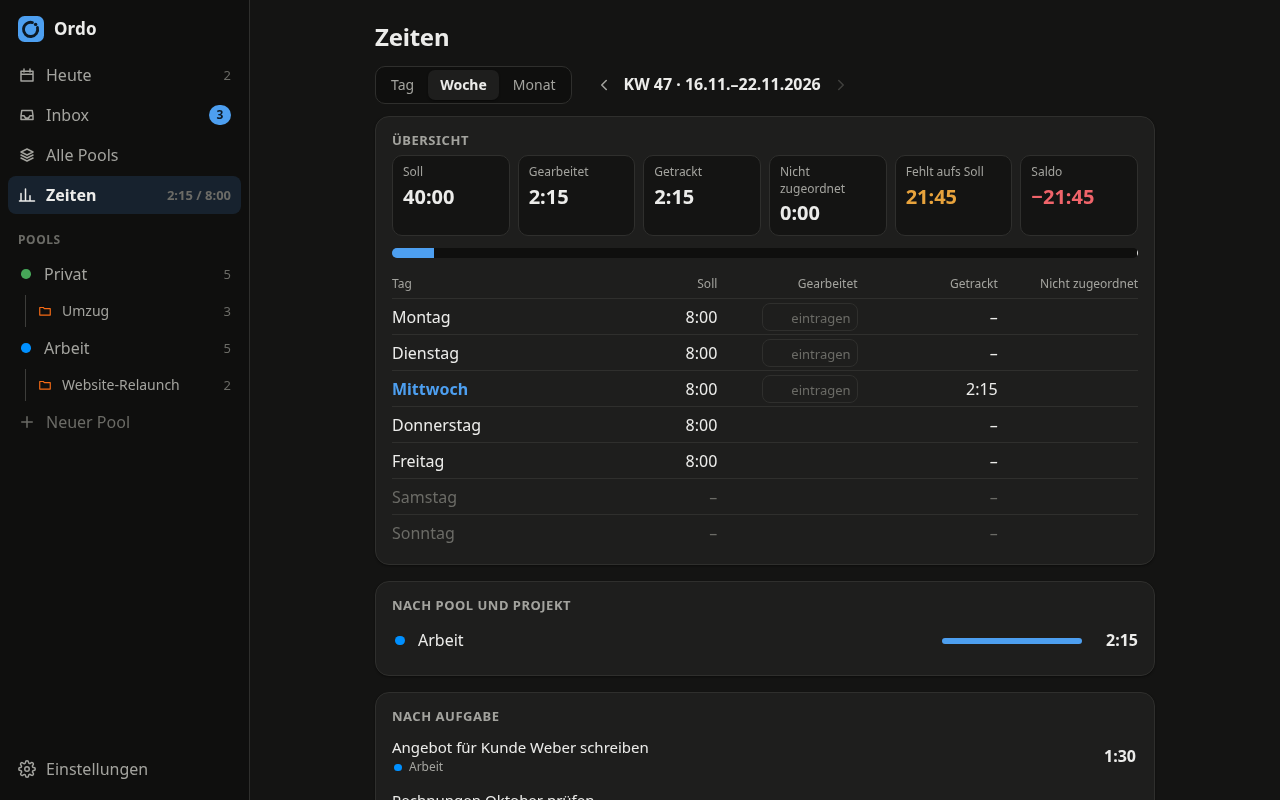 Ordo
Heute 2
Inbox 3
Alle Pools
Zeiten 2:15 / 8:00
POOLS
Privat 5
Umzug 3
Arbeit 5
Website-Relaunch 2
Neuer Pool
Einstellungen
Zeiten
Tag Woche Monat KW 47 · 16.11.–22.11.2026
ÜBERSICHT
Soll
40:00
Gearbeitet
2:15
Getrackt
2:15
Nicht
zugeordnet
0:00
Fehlt aufs Soll
21:45
Saldo
−21:45
Tag Soll Gearbeitet Getrackt Nicht zugeordnet
Montag 8:00 eintragen –
Dienstag 8:00 eintragen –
Mittwoch 8:00 eintragen 2:15
Donnerstag 8:00 –
Freitag 8:00 –
Samstag – –
Sonntag – –
NACH POOL UND PROJEKT
Arbeit 2:15
NACH AUFGABE
Angebot für Kunde Weber schreiben 1:30
Arbeit
Rechnungen Oktober prüfen